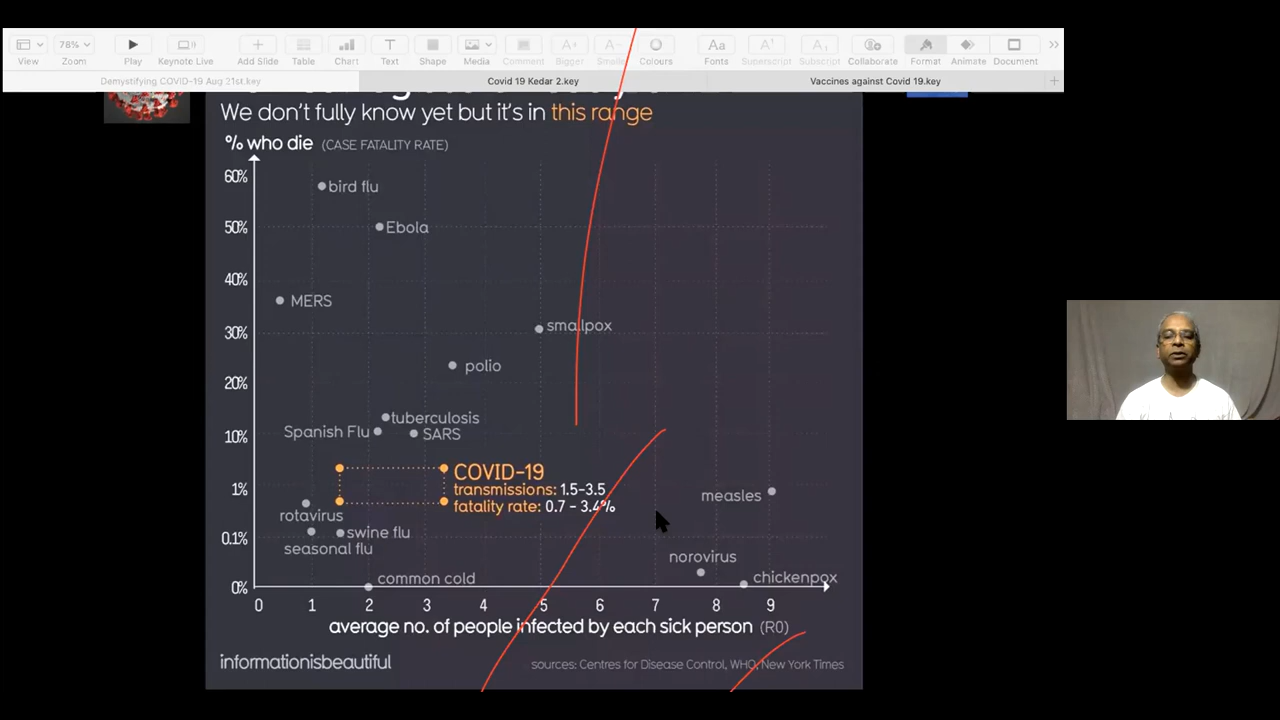 View
78%
Zoom
Play
Keynote Live
Add Slide
Table
Chart
Text
Shape
Media
Comment
Bigger
Fonts
Superscript
Subscript
Collaborate
Format
Animate
Document
Colours
Demystifying COVID-19 Aug 21st.key
Covid 19 Kedar 2.key
Vaccines against Covid 19.key
We don't fully know yet but it's in this range
% who die (CASE FATALITY RATE)
60%
bird flu
50%
Ebola
40%
MERS
30%
smallpox
polio
20%
tuberculosis
10%
Spanish Flu
SARS
COVID-19
1%
transmissions: 1.5-3.5
measles
fatality rate: 0.7 - 3.4%
rotavirus
0.1%
swine flu
seasonal flu
norovirus
common cold
chickenpox
0%
0 1 2 3 4 5 6 7 8 9
average no. of people infected by each sick person (R0)
informationisbeautiful
sources: Centres for Disease Control, WHO, New York Times